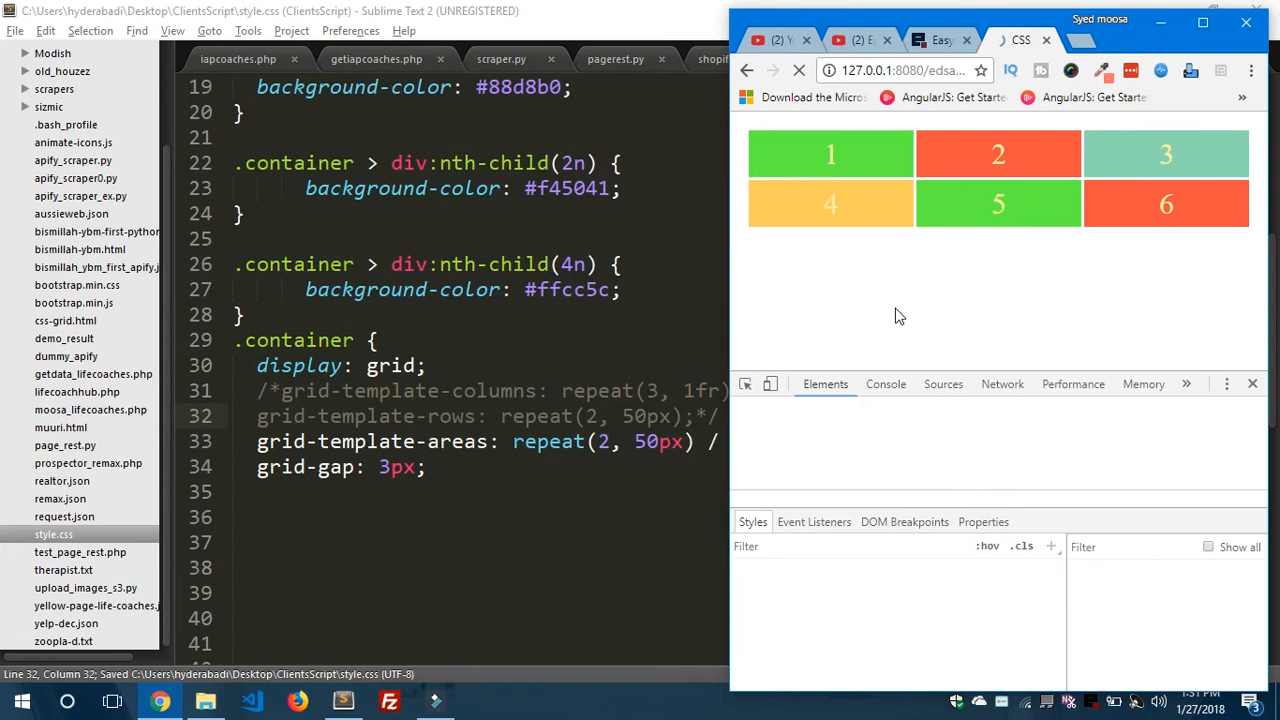 C:\Users\hyderabadi\Desktop\ClientsScript\style.css (ClientsScript) - Sublime Text 2 (UNREGISTERED)
File Edit Selection Find View Goto Tools Project Preferences Help
Modish
old_houzez
scrapers
sizmic
.bash_profile
animate-icons.js
apify_scraper.py
apify_scraper0.py
apify_scraper_ex.py
aussieweb.json
bismillah-ybm-first-python
bismillah-ybm.html
bismillah_ybm_first_apify.j
bootstrap.min.css
bootstrap.min.js
css-grid.html
demo_result
dummy_apify
getdata_lifecoaches.php
lifecoachhub.php
moosa_lifecoaches.php
muuri.html
page_rest.py
prospector_remax.php
realtor.json
remax.json
request.json
style.css
test_page_rest.php
therapist.txt
upload_images_s3.py
yellow-page-life-coaches.j
yelp-dec.json
zoopla-d.txt
iapcoaches.php × getiapcoaches.php × scraper.py × pagerest.py × shopif
19 background-color: #88d8b0;
20 }
21
22 .container > div:nth-child(2n) {
23 background-color: #f45041;
24 }
25
26 .container > div:nth-child(4n) {
27 background-color: #ffcc5c;
28 }
29 .container {
30 display: grid;
31 /*grid-template-columns: repeat(3, 1fr)
32 grid-template-rows: repeat(2, 50px);*/
33 grid-template-areas: repeat(2, 50px) /
34 grid-gap: 3px;
35
36
37
38
39
40
41
Line 32, Column 32; Saved C:\Users\hyderabadi\Desktop\ClientsScript\style.css (UTF-8)
Syed moosa
(2) Y × (2) E × Easy × CSS ×
127.0.0.1:8080/edsa...
Download the Micros AngularJS: Get Starte AngularJS: Get Starte »
1 2 3
4 5 6
Elements Console Sources Network Performance Memory »
Styles Event Listeners DOM Breakpoints Properties
Filter :hov .cls + Filter Show all
1:31 PM
1/27/2018
3